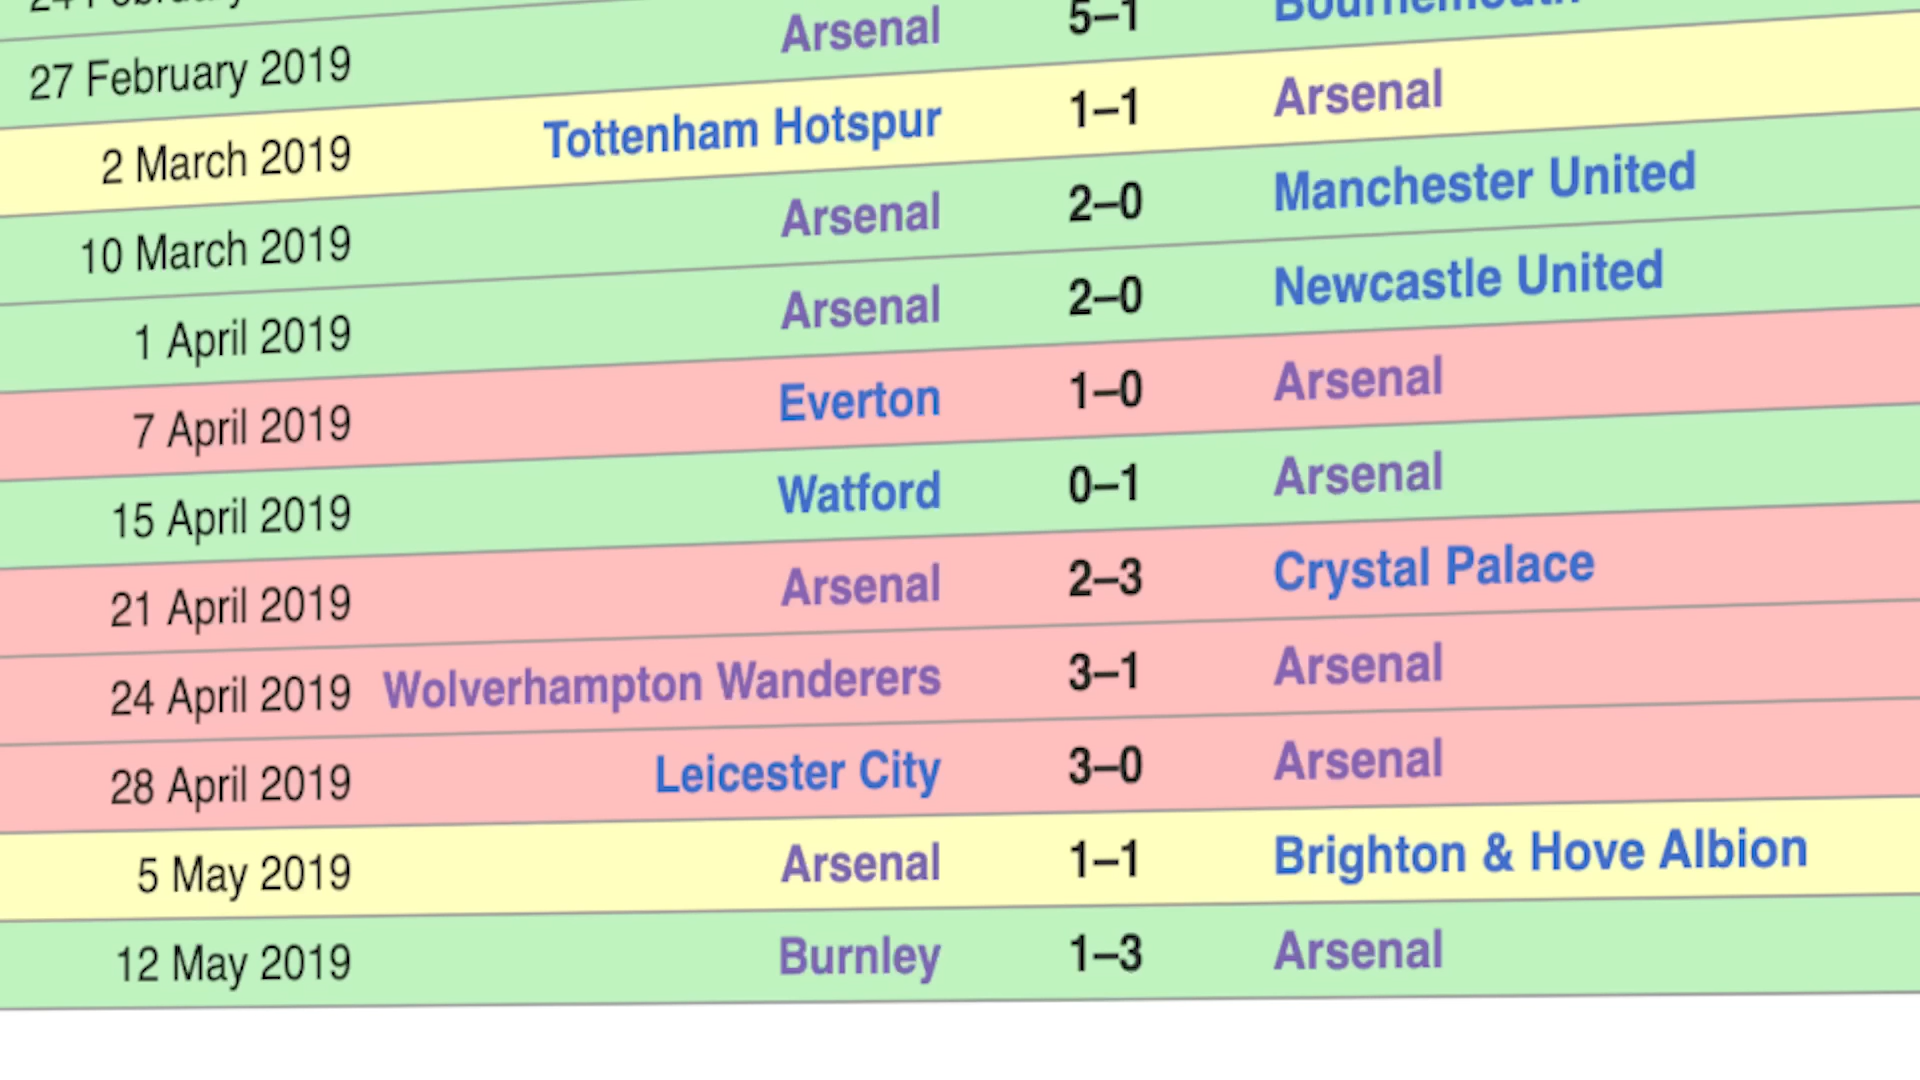 27 February 2019 Arsenal 5–1 Bournemouth
2 March 2019 Tottenham Hotspur 1–1 Arsenal
10 March 2019 Arsenal 2–0 Manchester United
1 April 2019 Arsenal 2–0 Newcastle United
7 April 2019 Everton 1–0 Arsenal
15 April 2019 Watford 0–1 Arsenal
21 April 2019 Arsenal 2–3 Crystal Palace
24 April 2019 Wolverhampton Wanderers 3–1 Arsenal
28 April 2019 Leicester City 3–0 Arsenal
5 May 2019 Arsenal 1–1 Brighton & Hove Albion
12 May 2019 Burnley 1–3 Arsenal